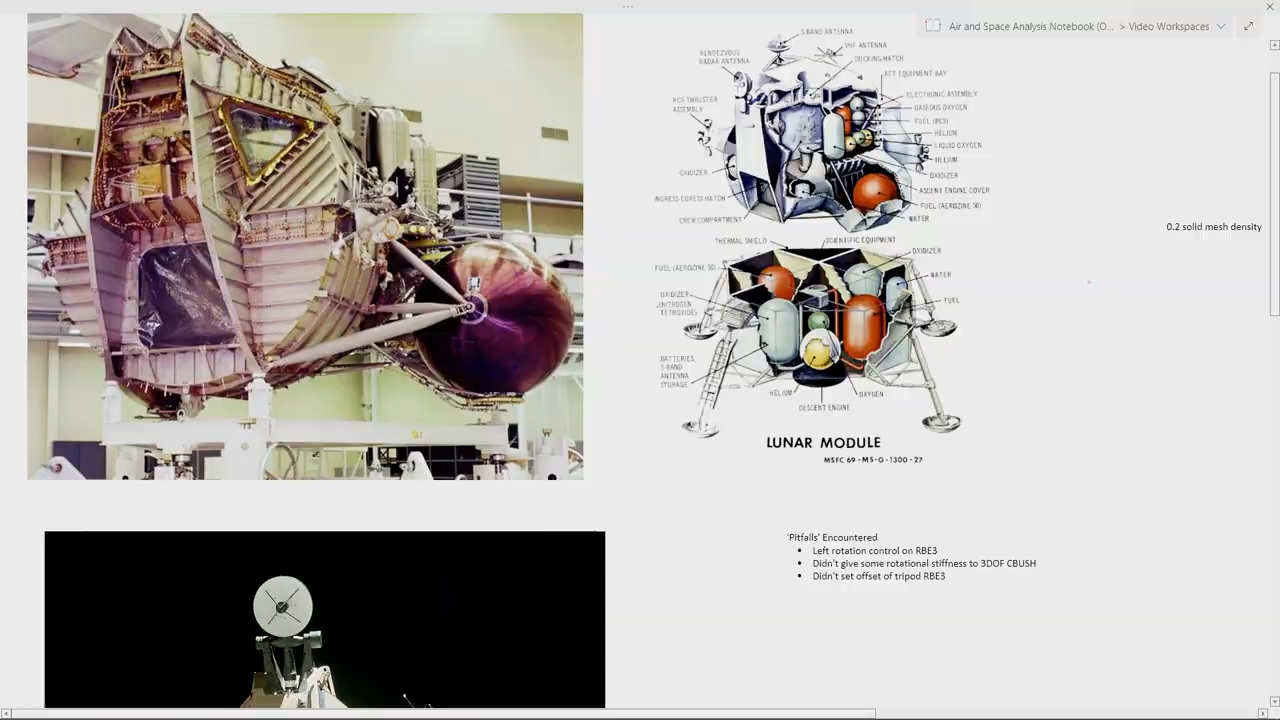 Air and Space Analysis Notebook (O... > Video Workspaces
S BAND ANTENNA
VHF ANTENNA
RENDEZVOUS
RADAR ANTENNA
DOCKING HATCH
AFT EQUIPMENT BAY
ELECTRONIC ASSEMBLY
RCS THRUSTER
ASSEMBLY
GASEOUS OXYGEN
FUEL (RCS)
HELIUM
LIQUID OXYGEN
HELIUM
OXIDIZER
OXIDIZER
ASCENT ENGINE COVER
INGRESS EGRESS HATCH
FUEL (AEROZINE 50)
CREW COMPARTMENT
WATER
0.2 solid mesh density
THERMAL SHIELD
SCIENTIFIC EQUIPMENT
OXIDIZER
FUEL (AEROZINE 50)
WATER
OXIDIZER
(NITROGEN
TETROXIDE)
FUEL
BATTERIES,
S-BAND
ANTENNA
STORAGE
HELIUM
OXYGEN
DESCENT ENGINE
LUNAR MODULE
MSFC 69-MS-G-1300-27
'Pitfalls' Encountered
• Left rotation control on RBE3
• Didn't give some rotational stiffness to 3DOF CBUSH
• Didn't set offset of tripod RBE3